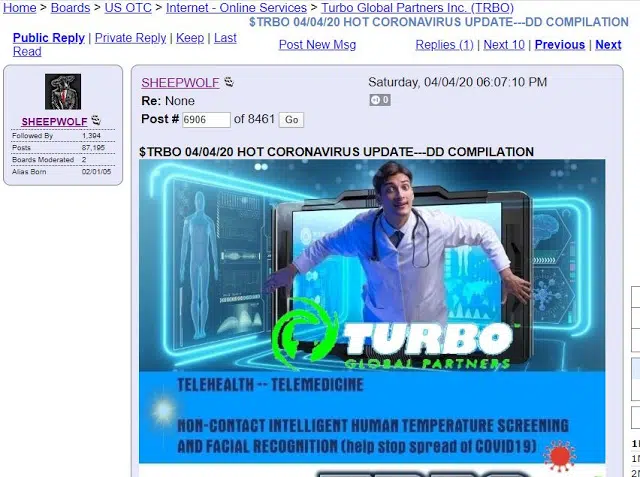 Home > Boards > US OTC > Internet - Online Services > Turbo Global Partners Inc. (TRBO)
$TRBO 04/04/20 HOT CORONAVIRUS UPDATE---DD COMPILATION
Public Reply | Private Reply | Keep | Last
Read
Post New Msg
Replies (1) | Next 10 | Previous | Next
SHEEPWOLF
Followed By 1,394
Posts 87,195
Boards Moderated 2
Alias Born 02/01/05
SHEEPWOLF
Saturday, 04/04/20 06:07:10 PM
Re: None
0
Post # 6906 of 8461 Go
$TRBO 04/04/20 HOT CORONAVIRUS UPDATE---DD COMPILATION
TURBO
GLOBAL PARTNERS
TELEHEALTH -- TELEMEDICINE
NON-CONTACT INTELLIGENT HUMAN TEMPERATURE SCREENING
AND FACIAL RECOGNITION (help stop spread of COVID19)